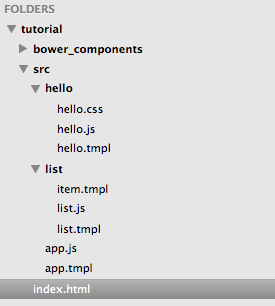 FOLDERS
tutorial
bower_components
src
hello
hello.css
hello.js
hello.tmpl
list
item.tmpl
list.js
list.tmpl
app.js
app.tmpl
index.html